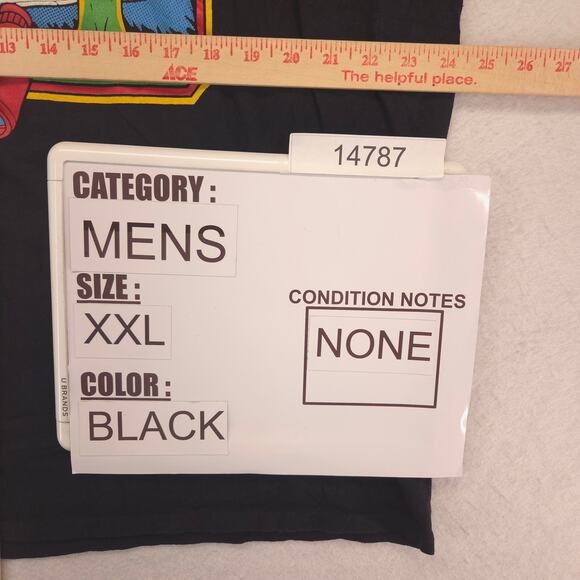 13 14 15 16 17 18 19 20 21 22 23 24 25 26 27
ACE
The helpful place.
14787
CATEGORY :
MENS
SIZE :
XXL
CONDITION NOTES
NONE
COLOR :
BLACK
U BRANDS